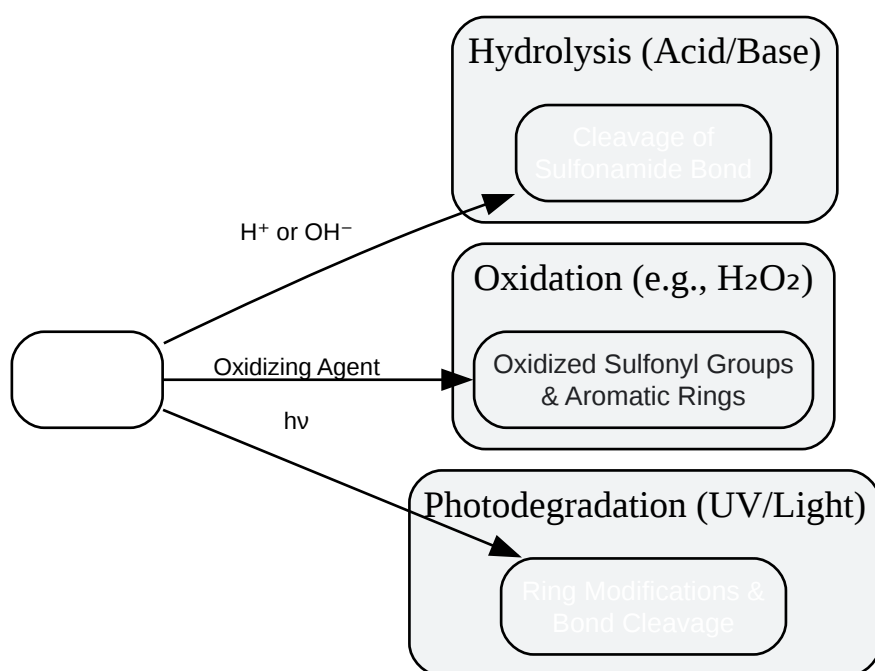 Hydrolysis (Acid/Base)
Cleavage of
Sulfonamide Bond
H⁺ or OH⁻
Oxidation (e.g., H₂O₂)
Oxidizing Agent
Oxidized Sulfonyl Groups
& Aromatic Rings
hν
Photodegradation (UV/Light)
Ring Modifications &
Bond Cleavage